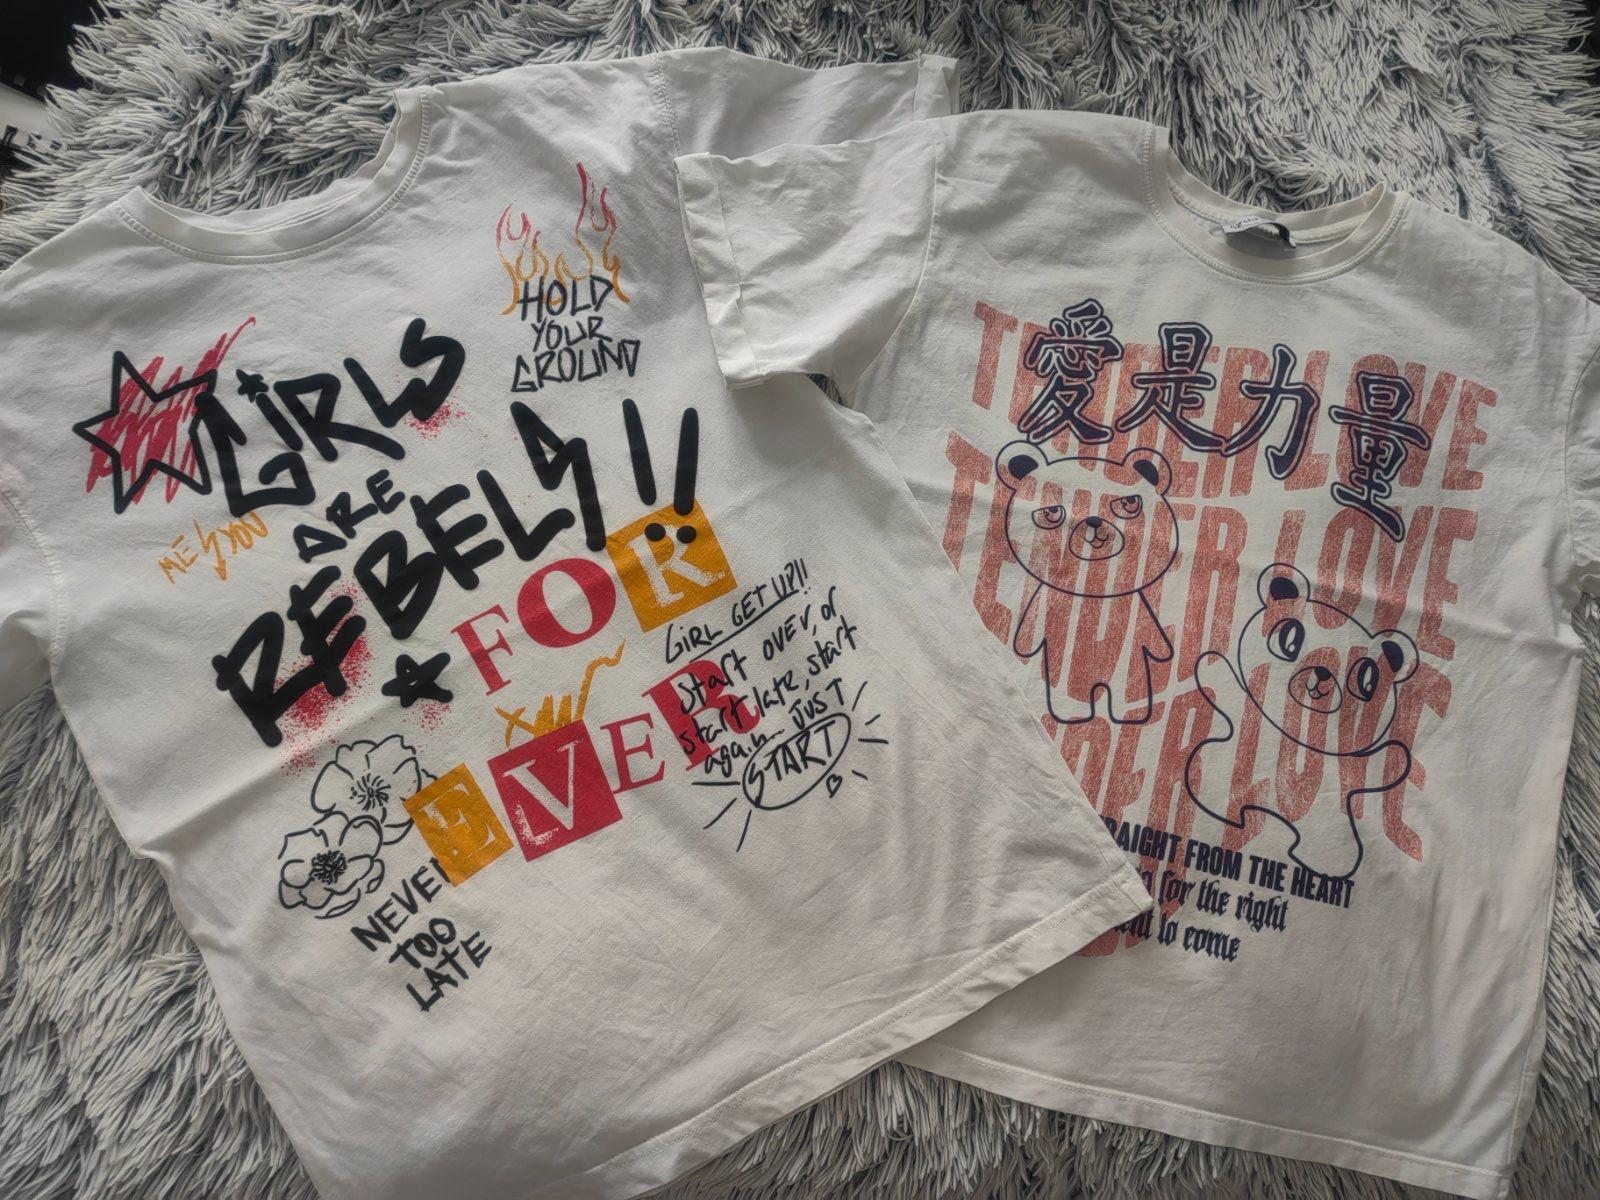 HOLD
YOUR
GROUND
GIRLS
ARE
REBELS!!
ME YOU
FOR
EVER
GIRL GET UP!!
Start over, or
start late, start
again... JUST
START
NEVER
TOO
LATE
愛是力量
TENDER LOVE
TENDER LOVE
TENDER LOVE
LOVE
STRAIGHT FROM THE HEART
for the right
to come